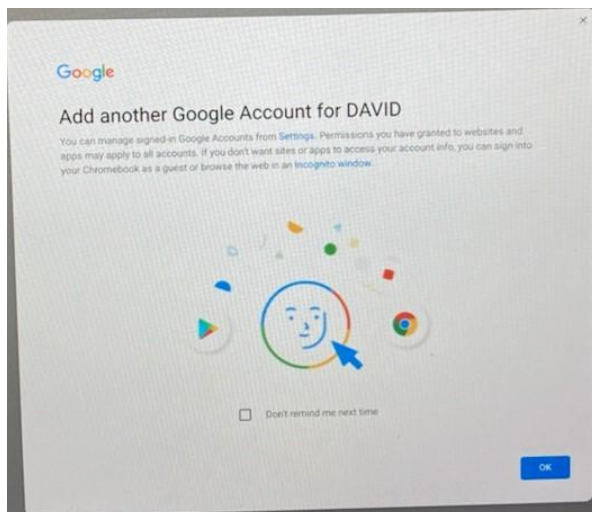 Google
Add another Google Account for DAVID
You can manage signed-in Google Accounts from Settings. Permissions you have granted to websites and
apps may apply to all accounts. If you don't want sites or apps to access your account info, you can sign into
your Chromebook as a guest or browse the web in an Incognito window.
Don't remind me next time
OK